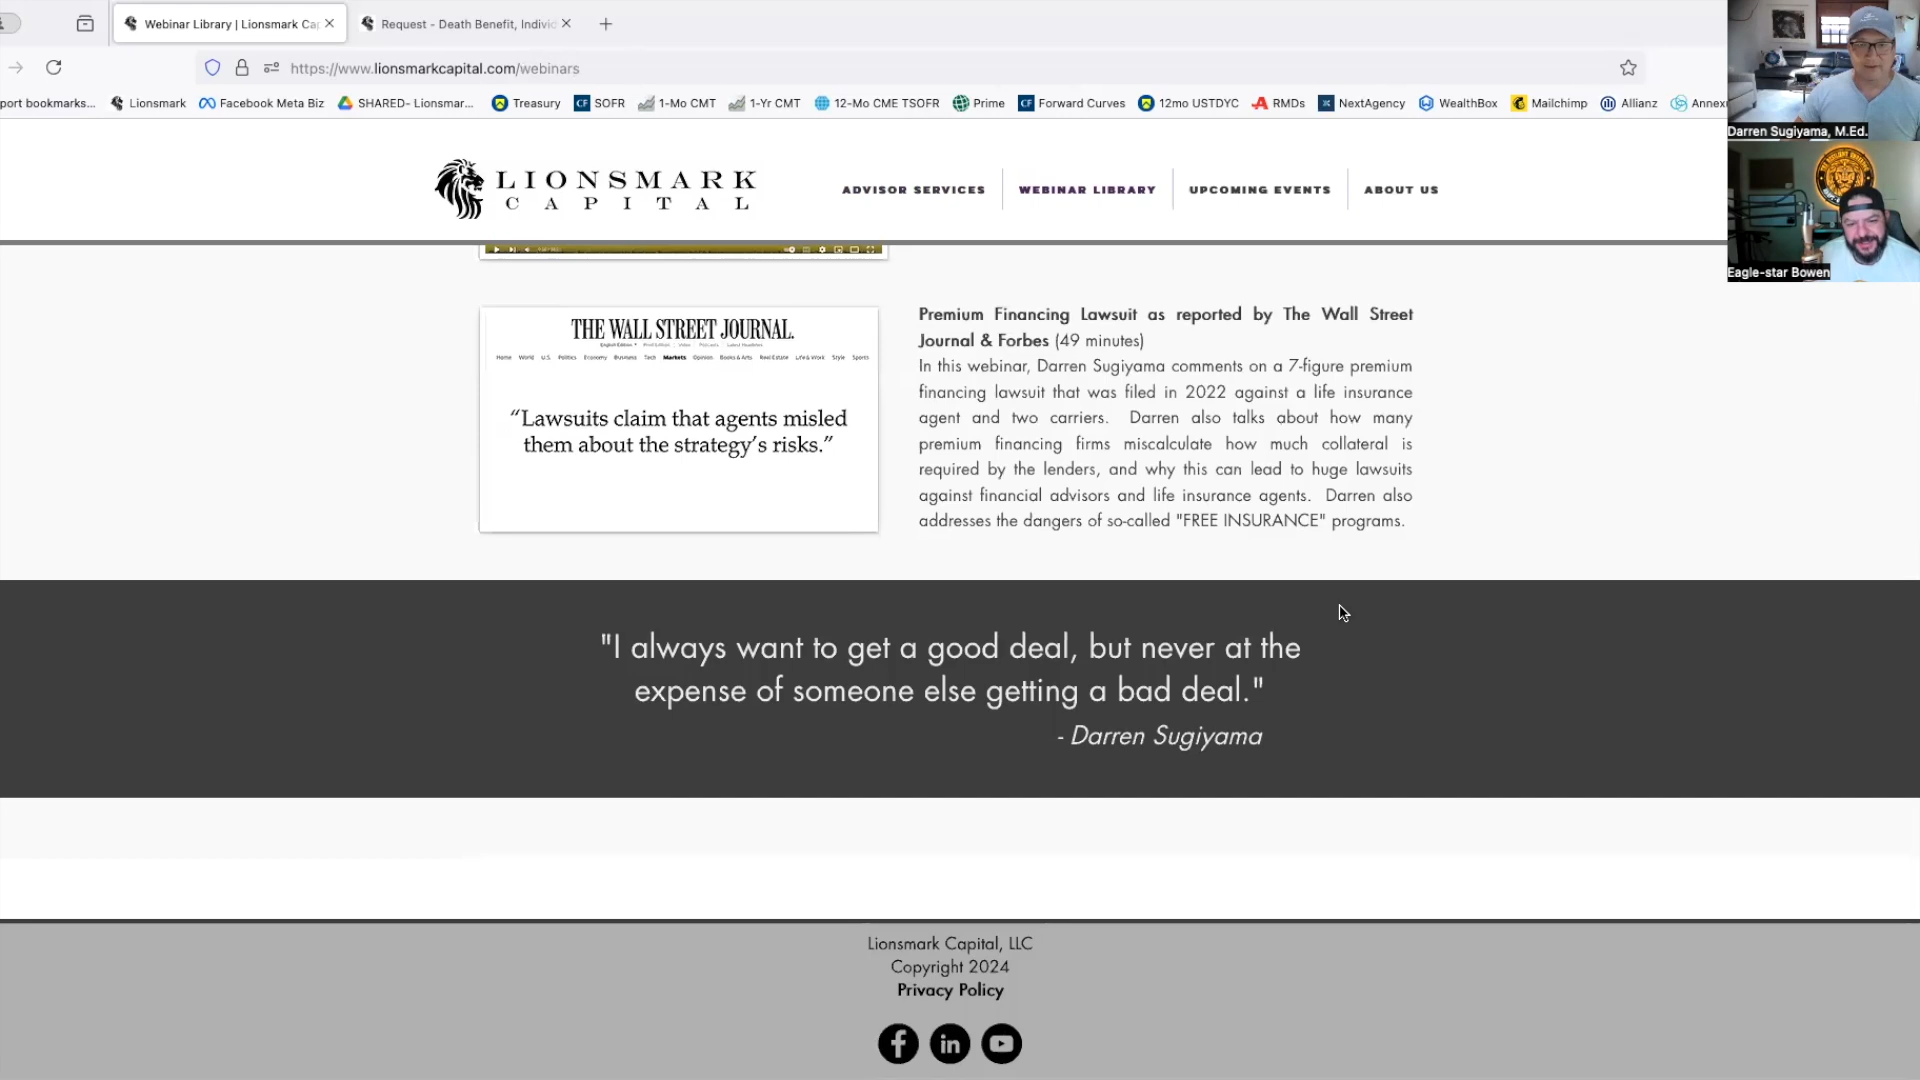 Webinar Library | Lionsmark Ca
Request - Death Benefit, Indivi
https://www.lionsmarkcapital.com/webinars
port bookmarks...
Lionsmark
Facebook Meta Biz
SHARED- Lionsmar...
Treasury
SOFR
1-Mo CMT
1-Yr CMT
12-Mo CME TSOFR
Prime
Forward Curves
12mo USTDYC
RMDs
NextAgency
WealthBox
Mailchimp
Allianz
Annex
Darren Sugiyama, M.Ed.
Eagle-star Bowen
LIONSMARK
CAPITAL
ADVISOR SERVICES
WEBINAR LIBRARY
UPCOMING EVENTS
ABOUT US
THE WALL STREET JOURNAL.
Home World U.S. Politics Economy Business Tech Markets Opinion Books & Arts Real Estate Life & Work Style Sports
“Lawsuits claim that agents misled
them about the strategy’s risks.”
Premium Financing Lawsuit as reported by The Wall Street
Journal & Forbes (49 minutes)
In this webinar, Darren Sugiyama comments on a 7-figure premium
financing lawsuit that was filed in 2022 against a life insurance
agent and two carriers. Darren also talks about how many
premium financing firms miscalculate how much collateral is
required by the lenders, and why this can lead to huge lawsuits
against financial advisors and life insurance agents. Darren also
addresses the dangers of so-called "FREE INSURANCE" programs.
"I always want to get a good deal, but never at the
expense of someone else getting a bad deal."
- Darren Sugiyama
Lionsmark Capital, LLC
Copyright 2024
Privacy Policy